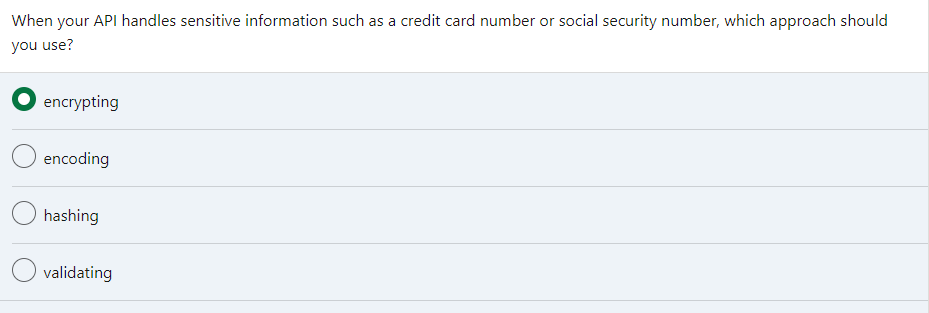 When your API handles sensitive information such as a credit card number or social security number, which approach should
you use?
encrypting
encoding
hashing
validating